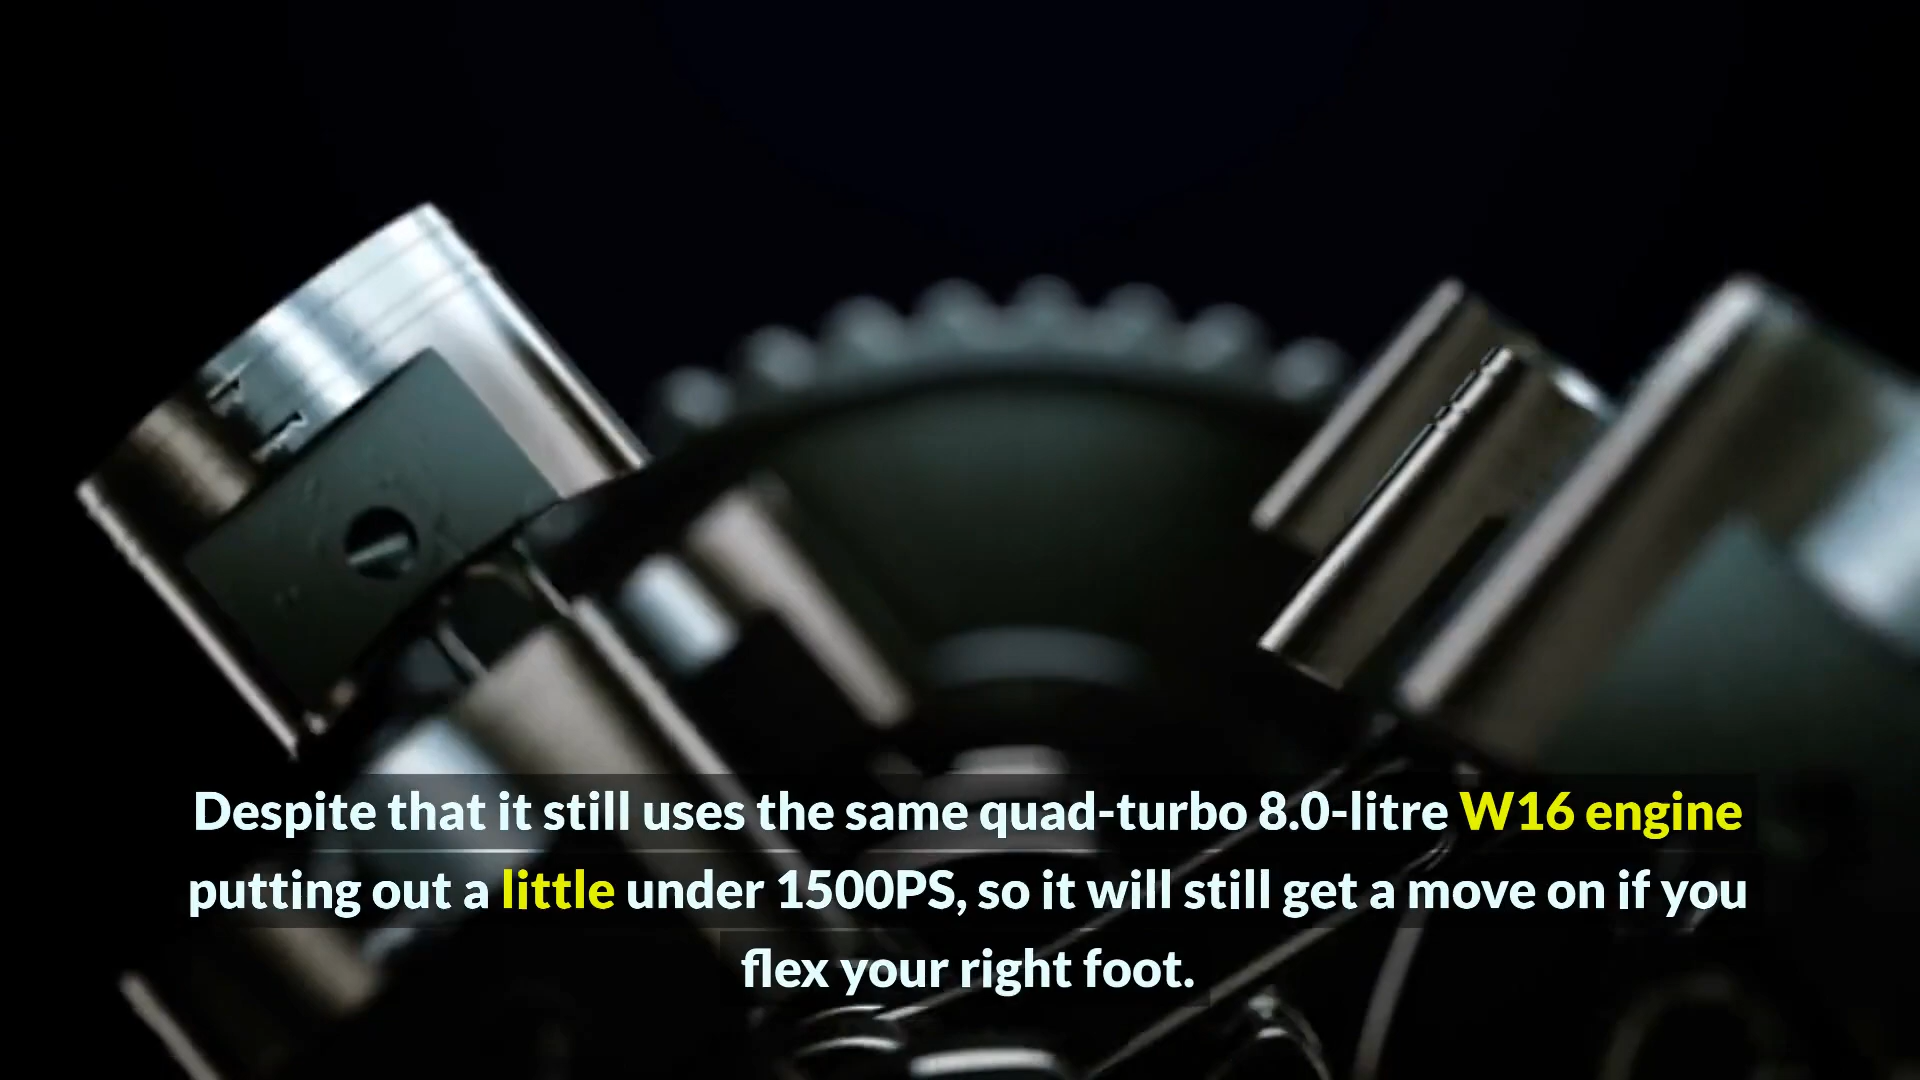 Despite that it still uses the same quad-turbo 8.0-litre W16 engine
putting out a little under 1500PS, so it will still get a move on if you
flex your right foot.